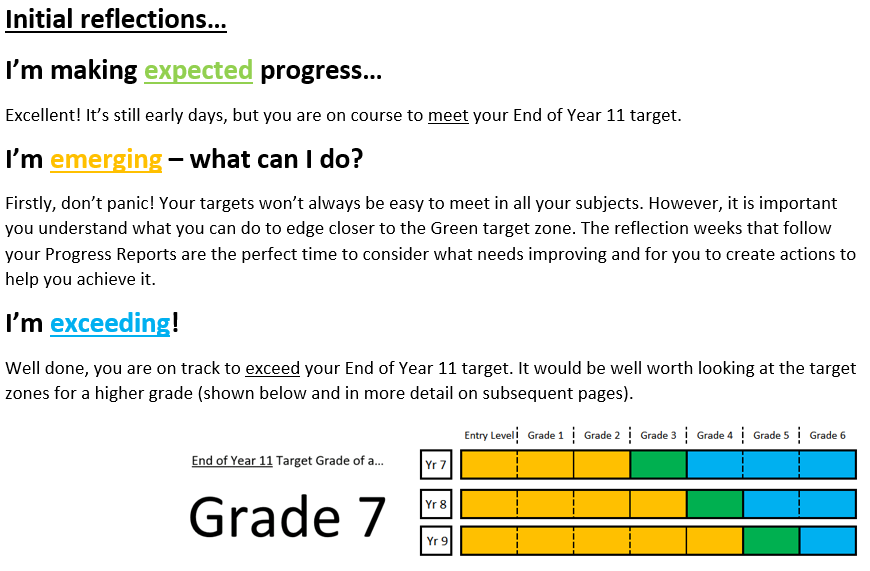 Initial reflections…
I’m making expected progress…
Excellent! It’s still early days, but you are on course to meet your End of Year 11 target.
I’m emerging – what can I do?
Firstly, don’t panic! Your targets won’t always be easy to meet in all your subjects. However, it is important
you understand what you can do to edge closer to the Green target zone. The reflection weeks that follow
your Progress Reports are the perfect time to consider what needs improving and for you to create actions to
help you achieve it.
I’m exceeding!
Well done, you are on track to exceed your End of Year 11 target. It would be well worth looking at the target
zones for a higher grade (shown below and in more detail on subsequent pages).
Entry Level Grade 1 Grade 2 Grade 3 Grade 4 Grade 5 Grade 6
End of Year 11 Target Grade of a…
Yr 7
Grade 7
Yr 8
Yr 9